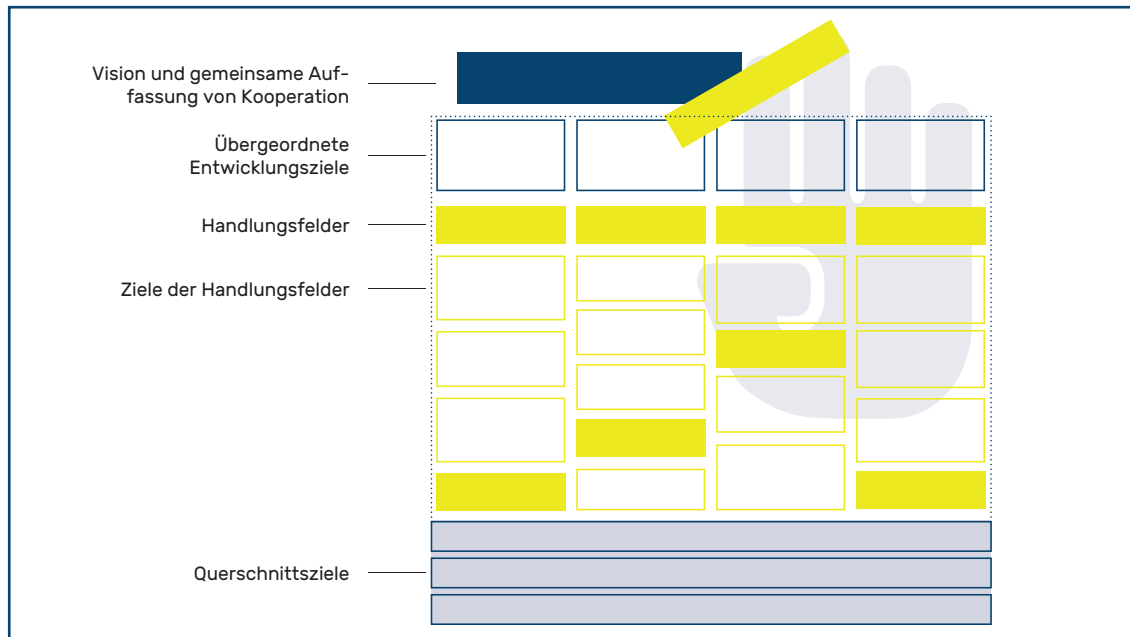 Vision und gemeinsame Auf-
fassung von Kooperation
Übergeordnete
Entwicklungsziele
Handlungsfelder
Ziele der Handlungsfelder
Querschnittsziele